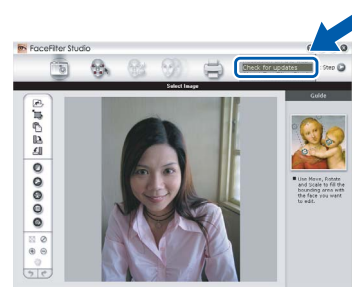 FaceFilter Studio
Check for updates
Step
Select Image
Guide
Use Move, Rotate
and Scale to fill the
bounding area with
the face you want
to edit.